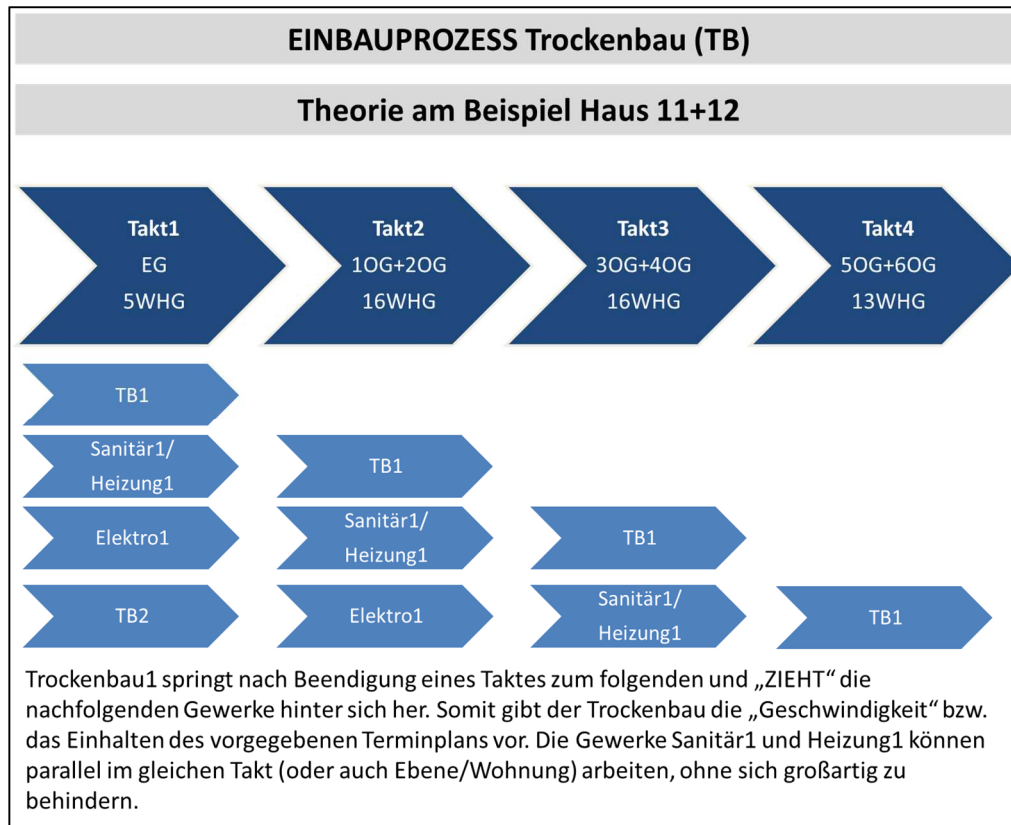 EINBAUPROZESS Trockenbau (TB)
Theorie am Beispiel Haus 11+12
Takt1
EG
5WHG
Takt2
1OG+2OG
16WHG
Takt3
3OG+4OG
16WHG
Takt4
5OG+6OG
13WHG
TB1
Sanitär1/
Heizung1
TB1
Elektro1
Sanitär1/
Heizung1
TB1
TB2
Elektro1
Sanitär1/
Heizung1
TB1
Trockenbau1 springt nach Beendigung eines Taktes zum folgenden und „ZIEHT“ die
nachfolgenden Gewerke hinter sich her. Somit gibt der Trockenbau die „Geschwindigkeit“ bzw.
das Einhalten des vorgegebenen Terminplans vor. Die Gewerke Sanitär1 und Heizung1 können
parallel im gleichen Takt (oder auch Ebene/Wohnung) arbeiten, ohne sich großartig zu
behindern.